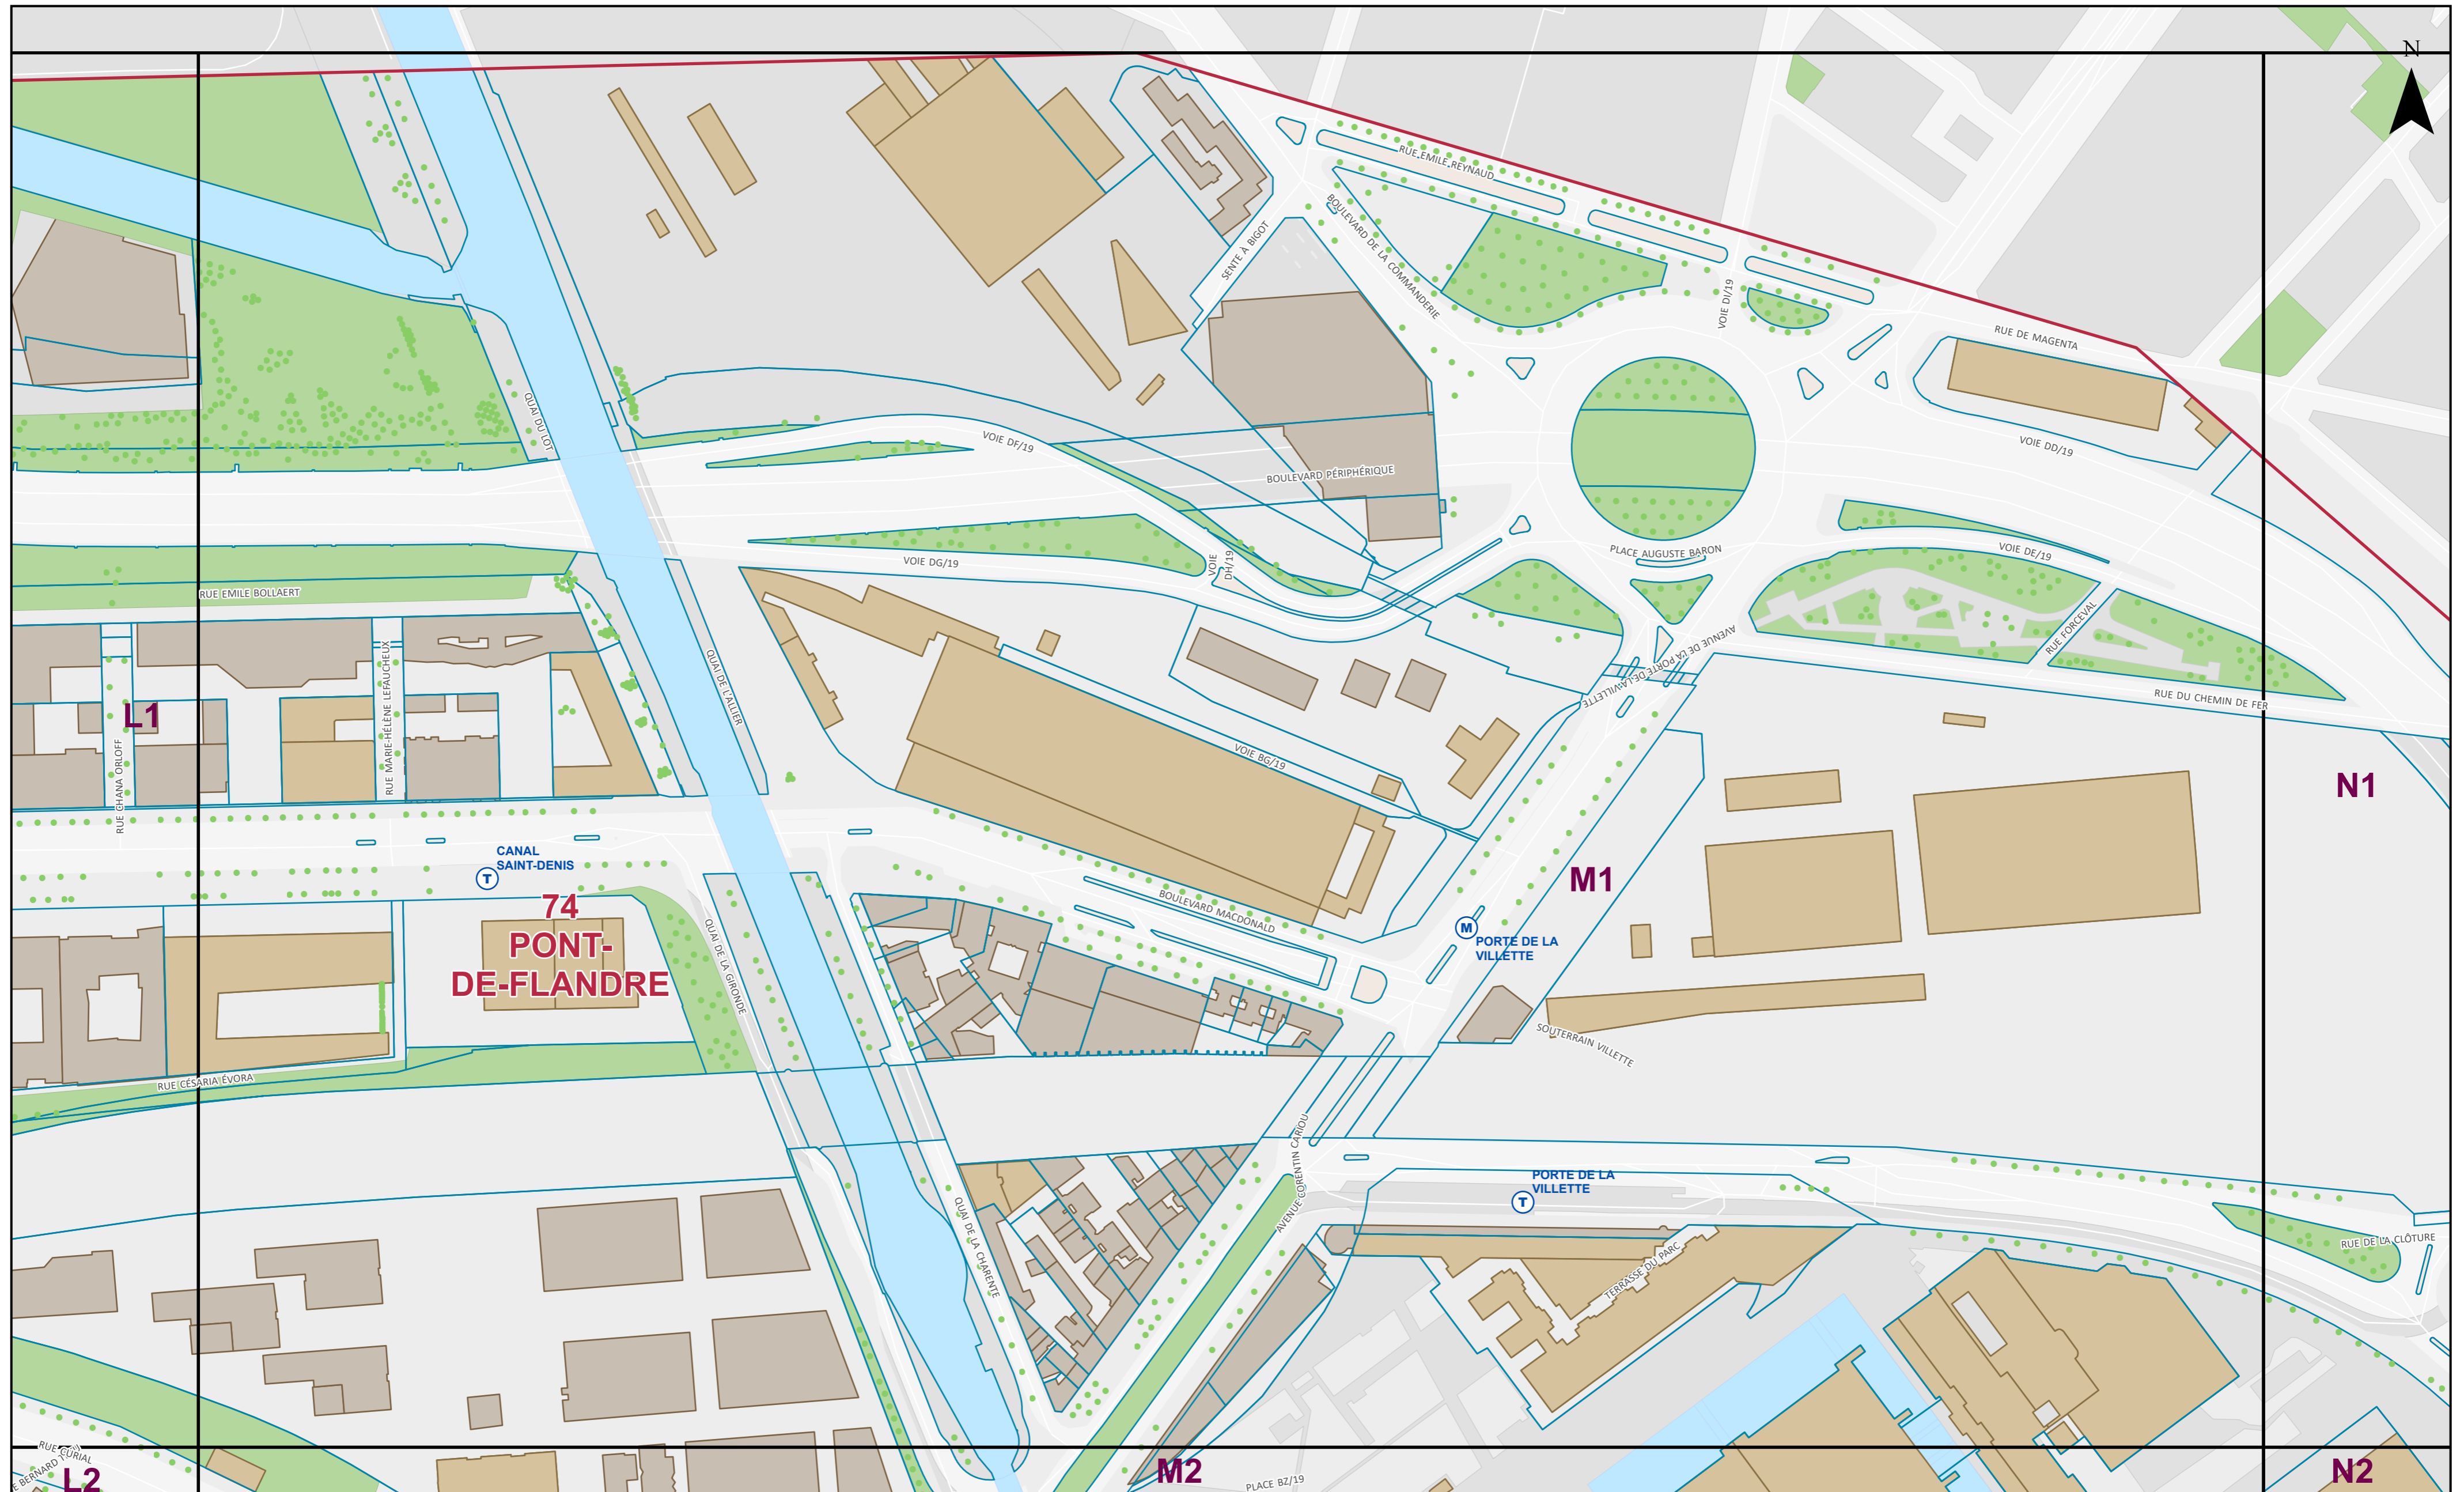 N
RUE EMILE REYNAUD
BOULEVARD DE LA COMMANDERIE
SENTE À BIGOT
VOIE DI/19
RUE DE MAGENTA
QUAI DU LOT
VOIE DF/19
VOIE DD/19
BOULEVARD PÉRIPHÉRIQUE
PLACE AUGUSTE BARON
VOIE DE/19
VOIE DG/19
VOIE
DH/19
RUE EMILE BOLLAERT
RUE FORCEVAL
AVENUE DE LA PORTE DE LA VILLETTE
QUAI DE L'ALLIER
RUE MARIE-HÉLÈNE LEFAUCHEUX
RUE DU CHEMIN DE FER
L1
RUE CHANA ORLOFF
VOIE BG/19
N1
CANAL
SAINT-DENIS
T
M1
74
PONT-
DE-FLANDRE
BOULEVARD MACDONALD
QUAI DE LA GIRONDE
M
PORTE DE LA
VILLETTE
SOUTERRAIN VILLETTE
RUE CÉSARIA ÉVORA
AVENUE CORENTIN CARIOU
PORTE DE LA
VILLETTE
T
QUAI DE LA CHARENTE
TERRASSE DU PARC
RUE DE LA CLÔTURE
RUE CURIAL
L2
M2
PLACE BZ/19
N2